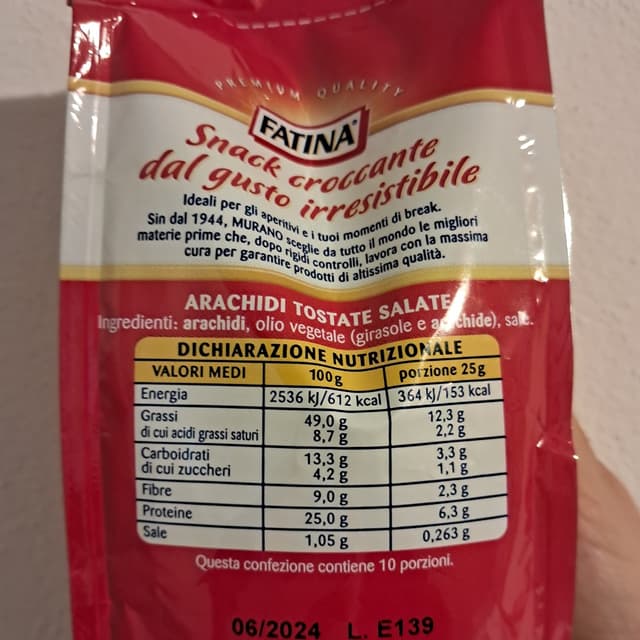 PREMIUM QUALITY
FATINA
Snack croccante
dal gusto irresistibile
Ideali per gli aperitivi e i tuoi momenti di break.
Sin dal 1944, MURANO sceglie da tutto il mondo le migliori
materie prime che, dopo rigidi controlli, lavora con la massima
cura per garantire prodotti di altissima qualità.
ARACHIDI TOSTATE SALATE
Ingredienti: arachidi, olio vegetale (girasole e arachide), sale.
DICHIARAZIONE NUTRIZIONALE
VALORI MEDI 100g porzione 25g
Energia 2536 kJ/612 kcal 364 kJ/153 kcal
Grassi 49,0 g 12,3 g
di cui acidi grassi saturi 8,7 g 2,2 g
Carboidrati 13,3 g 3,3 g
di cui zuccheri 4,2 g 1,1 g
Fibre 9,0 g 2,3 g
Proteine 25,0 g 6,3 g
Sale 1,05 g 0,263 g
Questa confezione contiene 10 porzioni.
06/2024 L. E139